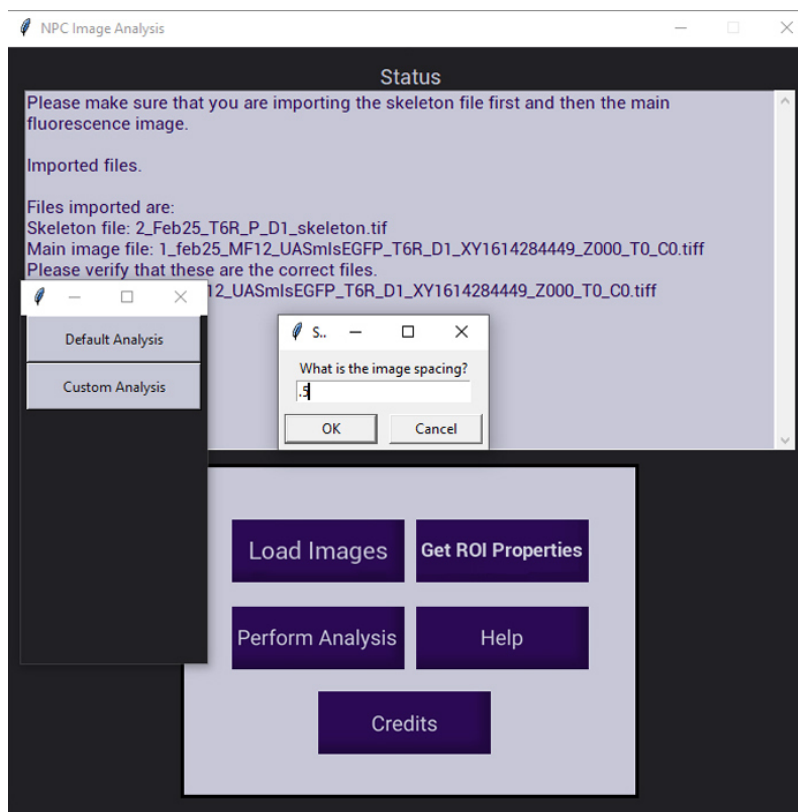 NPC Image Analysis
Status
Please make sure that you are importing the skeleton file first and then the main
fluorescence image.
Imported files.
Files imported are:
Skeleton file: 2_Feb25_T6R_P_D1_skeleton.tif
Main image file: 1_feb25_MF12_UASmIsEGFP_T6R_D1_XY1614284449_Z000_T0_C0.tiff
Please verify that these are the correct files.
12_UASmIsEGFP_T6R_D1_XY1614284449_Z000_T0_C0.tiff
Default Analysis
Custom Analysis
S..
What is the image spacing?
.5
OK Cancel
Load Images Get ROI Properties
Perform Analysis Help
Credits